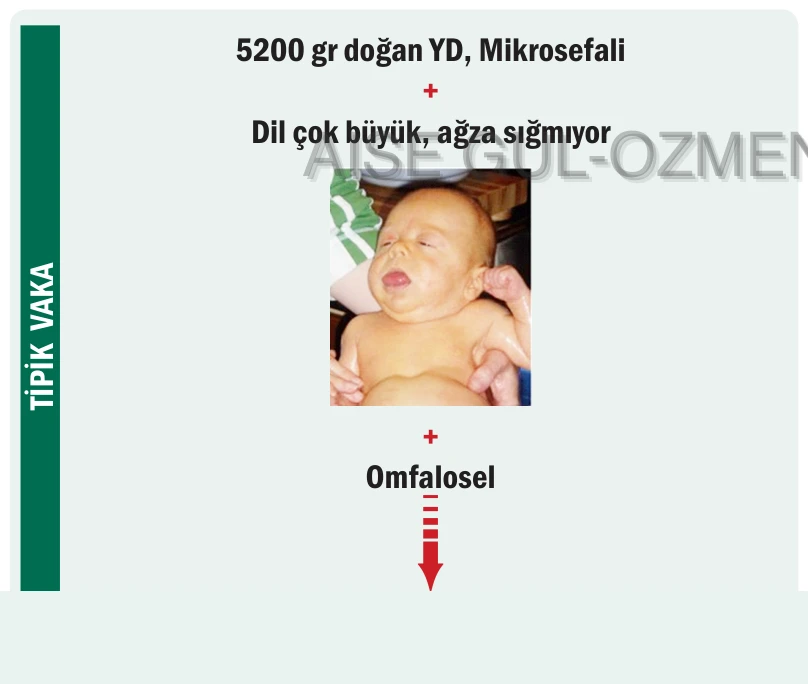 5200 gr doğan YD, Mikrosefali
+
Dil çok büyük, ağza sığmıyor
AISE GUL-OZMEN
+
Omfalosel
TİPİK VAKA